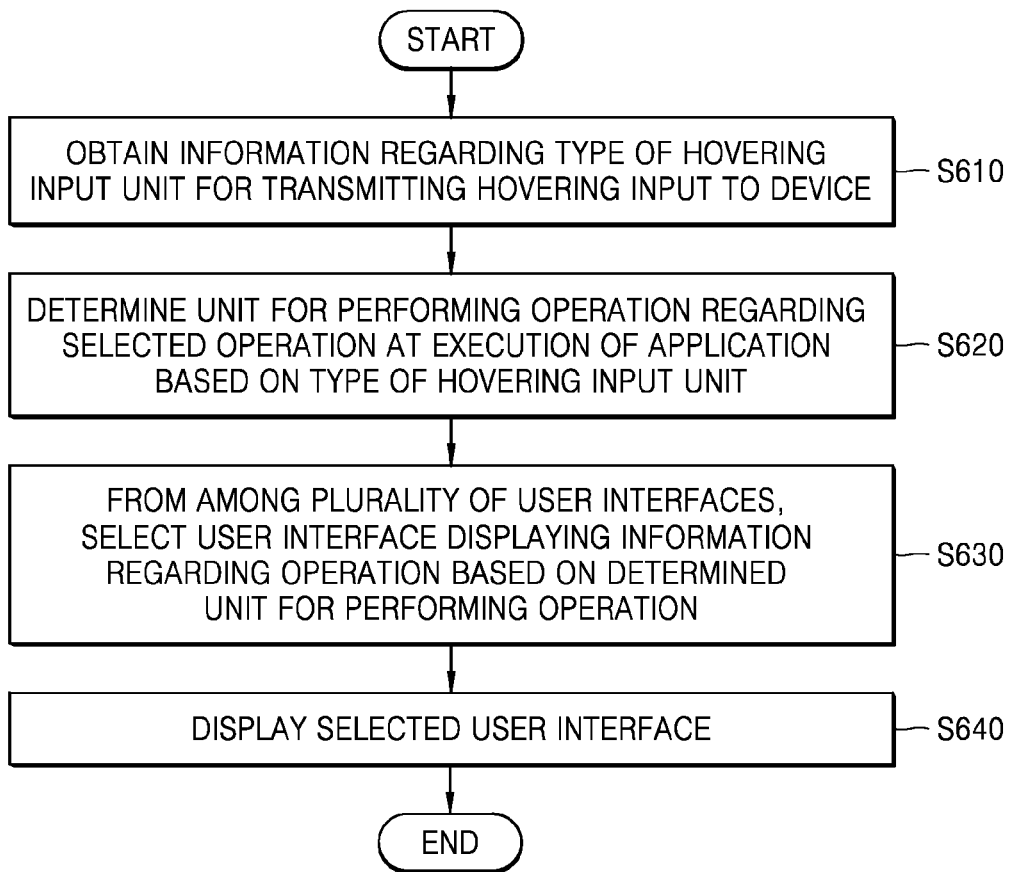 START
OBTAIN INFORMATION REGARDING TYPE OF HOVERING
INPUT UNIT FOR TRANSMITTING HOVERING INPUT TO DEVICE
S610
DETERMINE UNIT FOR PERFORMING OPERATION REGARDING
SELECTED OPERATION AT EXECUTION OF APPLICATION
BASED ON TYPE OF HOVERING INPUT UNIT
S620
FROM AMONG PLURALITY OF USER INTERFACES,
SELECT USER INTERFACE DISPLAYING INFORMATION
REGARDING OPERATION BASED ON DETERMINED
UNIT FOR PERFORMING OPERATION
S630
DISPLAY SELECTED USER INTERFACE
S640
END